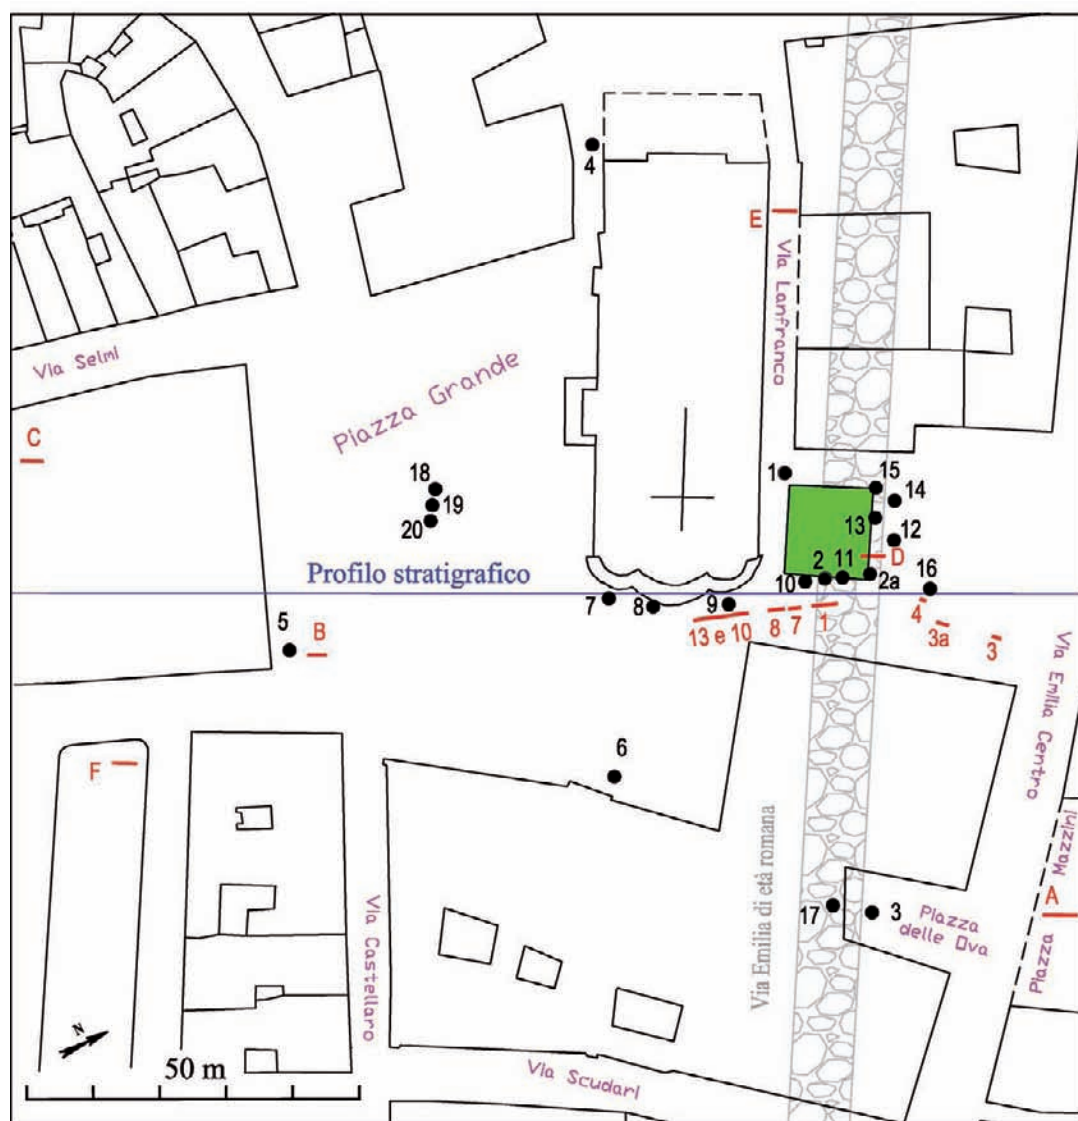 4
E
Via Lanfranco
Via Selmi
Piazza Grande
C
18
19
20
1
15
14
13
12
D
Profilo stratigrafico
10
2
11
2a
16
7
8
9
5
B
13 e 10
8
7
1
4
3a
3
6
F
Via Emilia Centro
Via Emilia di età romana
Piazza Mazzini
A
17
3
Piazza
delle Ova
Via Castellaro
N
50 m
Via Scudari